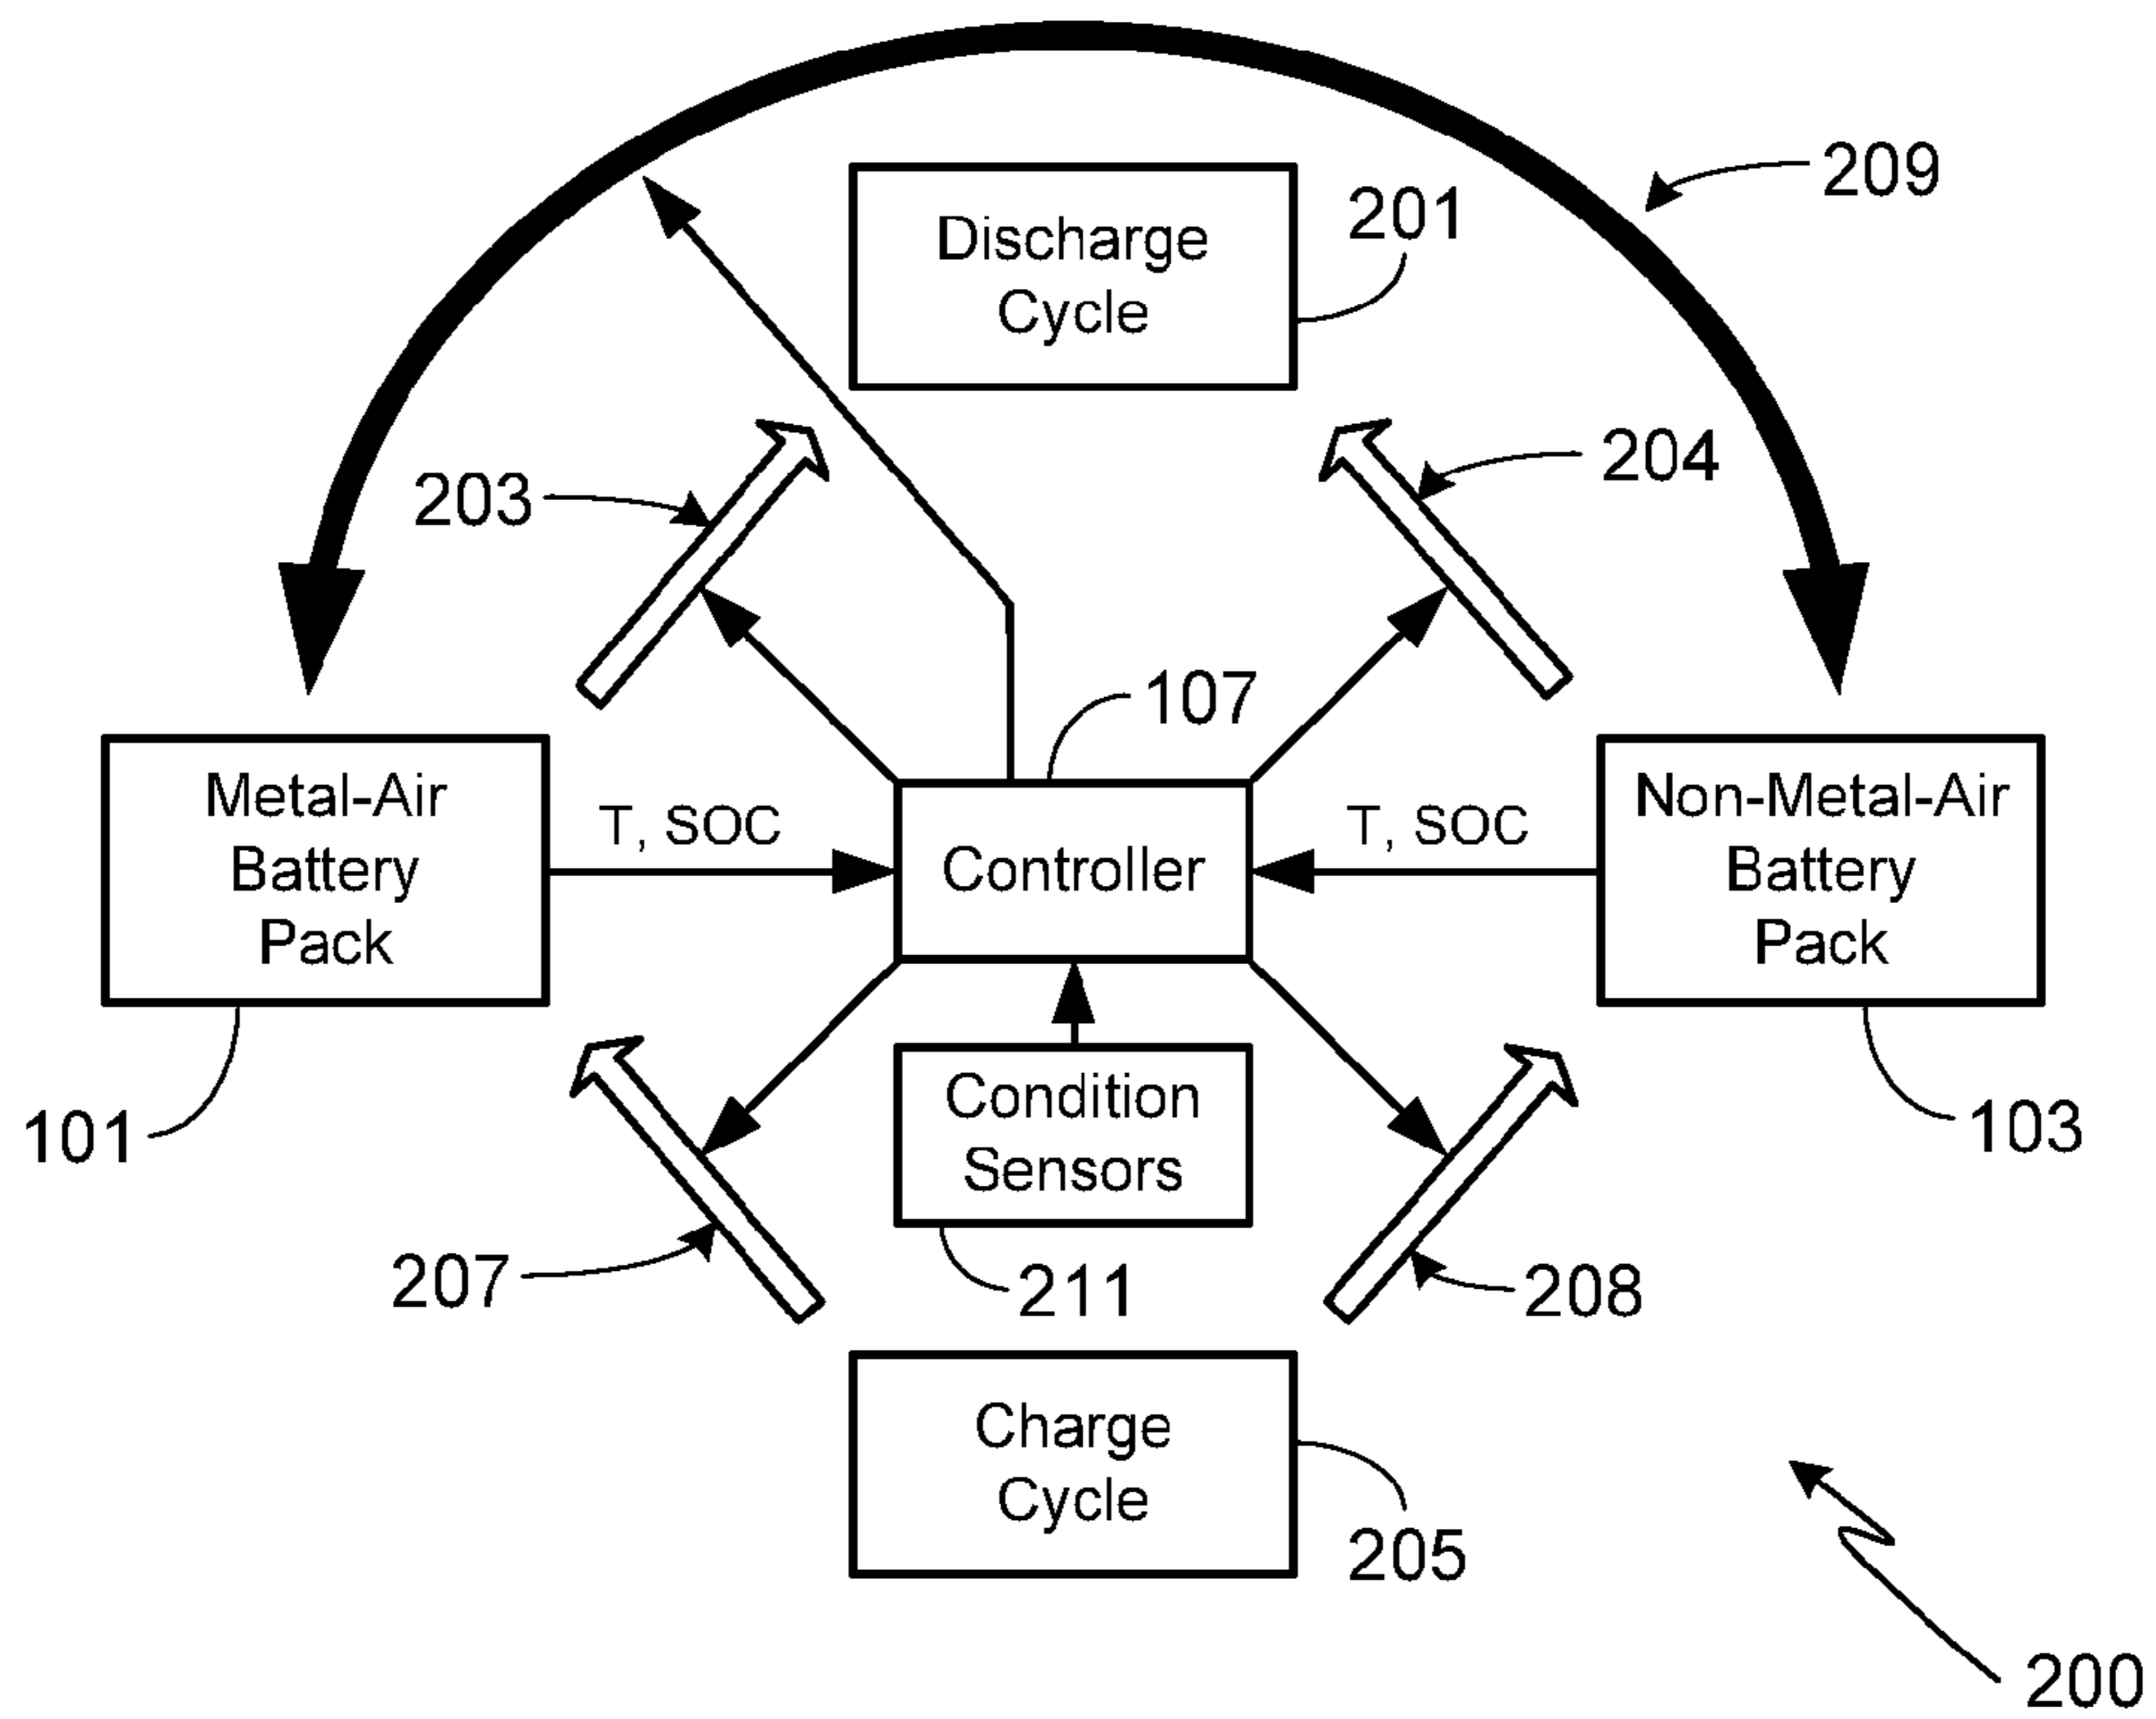 209
201
Discharge
Cycle
204
203
107
Metal-Air
Battery
Pack
T, SOC
Controller
T, SOC
Non-Metal-Air
Battery
Pack
101
Condition
Sensors
103
207
211
208
Charge
Cycle
205
200